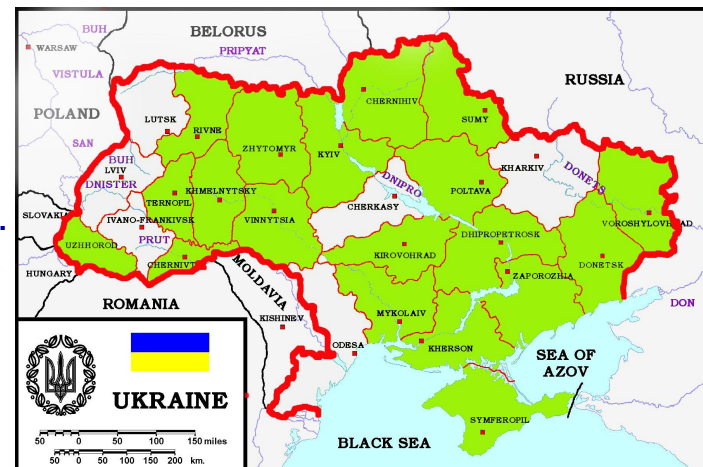 BUH
BELORUS
WARSAW
PRIPYAT
VISTULA
RUSSIA
CHERNIHIV
POLAND
LUTSK
SUMY
RIVNE
SAN
ZHYTOMYR
KYIV
BUH
KHARKIV
LVIV
DONETS
DNISTER
DNIPRO
POLTAVA
KHMELNYTSKY
TERNOPIL
CHERKASY
SLOVAKIA
IVANO-FRANKIVSK
VINNYTSIA
VOROSHYLOVHRAD
UZHHOROD
PRUT
DHIPROPETROSK
KIROVOHRAD
CHERNIVT
DONETSK
HUNGARY
MOLDAVIA
ZAPOROZHIA
ROMANIA
DON
MYKOLAIV
KISHINEV
ODESA
KHERSON
SEA OF
AZOV
UKRAINE
SYMFEROPIL
50 0 50 100 150 miles
BLACK SEA
50 0 50 100 150 200 km.